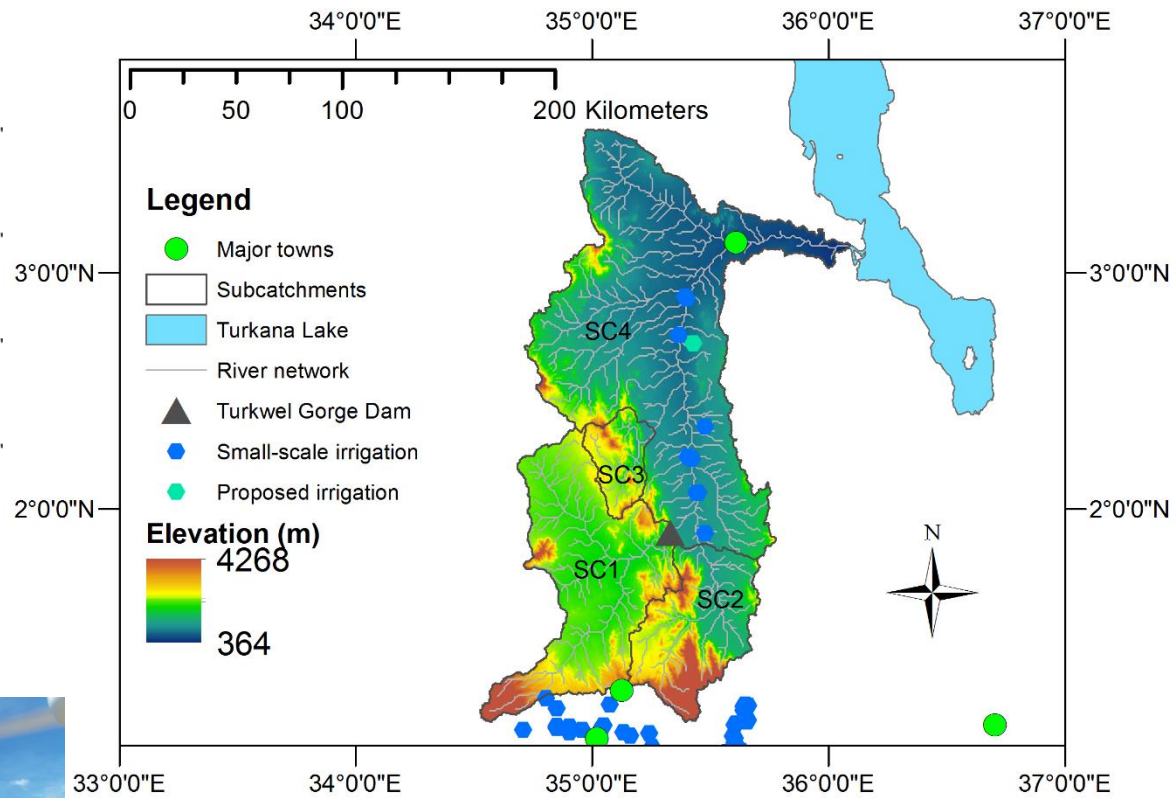 34°0'0"E 35°0'0"E 36°0'0"E 37°0'0"E
0 50 100 200 Kilometers
Legend
Major towns
Subcatchments
Turkana Lake
River network
Turkwel Gorge Dam
Small-scale irrigation
Proposed irrigation
Elevation (m)
4268
364
3°0'0"N 3°0'0"N
2°0'0"N 2°0'0"N
SC4
SC3
SC1
SC2
N
33°0'0"E 34°0'0"E 35°0'0"E 36°0'0"E 37°0'0"E